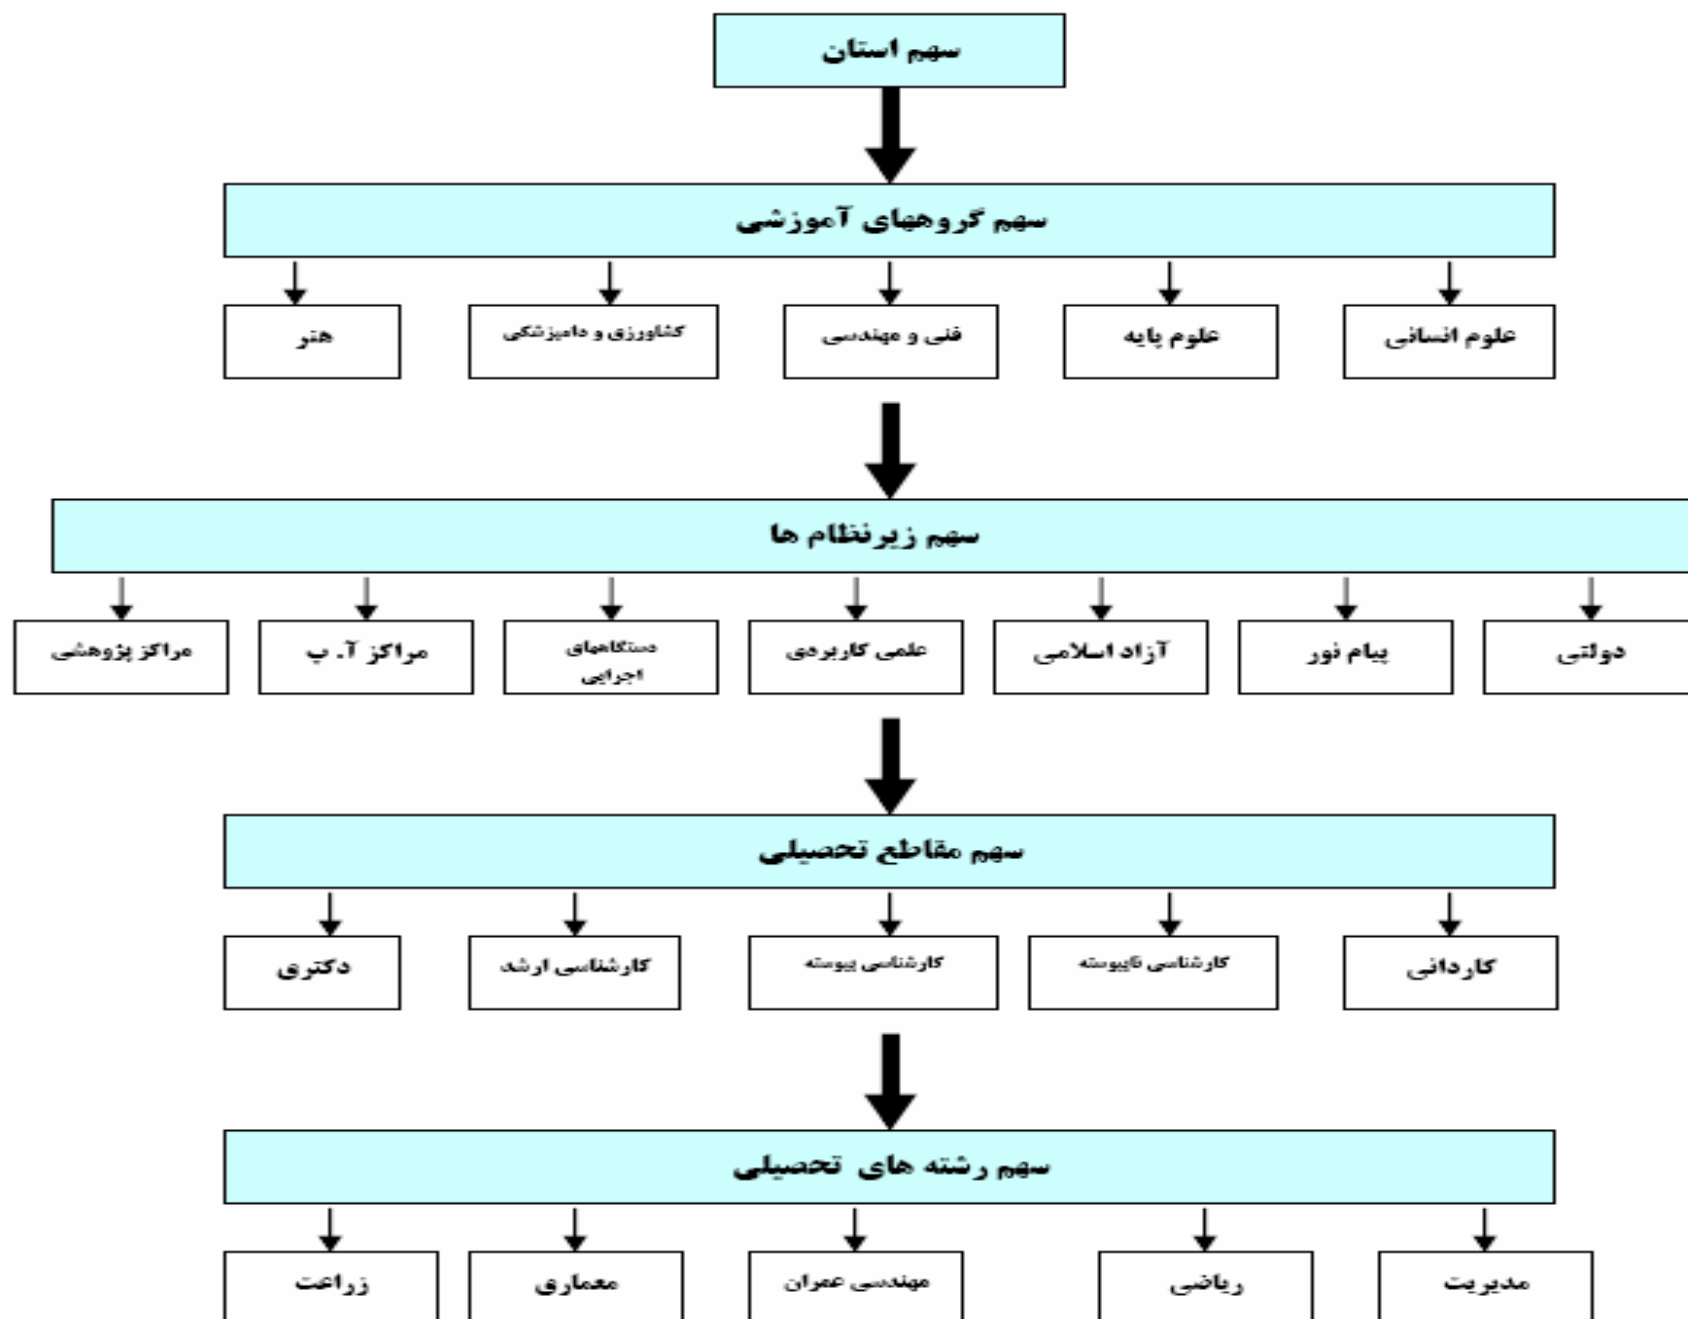 سهم استان
سهم گروههای آموزشی
علوم انسانی
علوم پایه
فنی و مهندسی
کشاورزی و دامپزشکی
هنر
سهم زیرنظام ها
دولتی
پیام نور
آزاد اسلامی
علمی کاربردی
دستگاههای
اجرایی
مراکز آ. پ
مراکز پژوهشی
سهم مقاطع تحصیلی
کاردانی
کارشناسی ناپیوسته
کارشناسی پیوسته
کارشناسی ارشد
دکتری
سهم رشته های تحصیلی
مدیریت
ریاضی
مهندسی عمران
معماری
زراعت